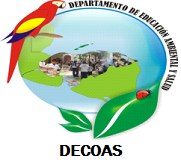 DEPARTAMENTO DE EDUCACIÓN AMBIENTAL Y SALUD
DECOAS